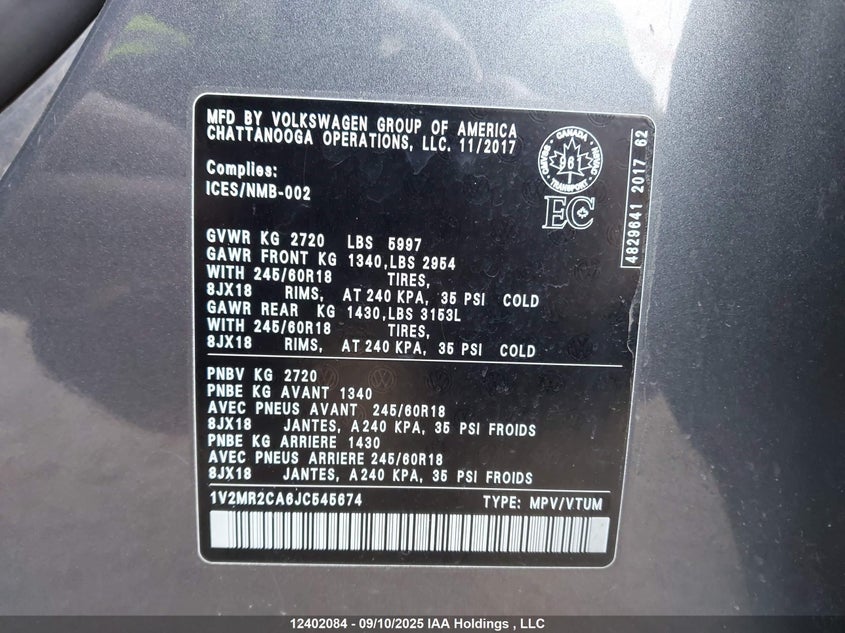 MFD BY VOLKSWAGEN GROUP OF AMERICA
CHATTANOOGA OPERATIONS, LLC. 11/2017
Complies:
ICES/NMB-002
CANADA
961
TRANSPORT
EC
4829641 2017 62
GVWR KG 2720 LBS 5997
GAWR FRONT KG 1340,LBS 2954
WITH 245/60R18 TIRES,
8JX18 RIMS, AT 240 KPA, 35 PSI COLD
GAWR REAR KG 1430,LBS 3153L
WITH 245/60R18 TIRES,
8JX18 RIMS, AT 240 KPA, 35 PSI COLD
PNBV KG 2720
PNBE KG AVANT 1340
AVEC PNEUS AVANT 245/60R18
8JX18 JANTES, A 240 KPA, 35 PSI FROIDS
PNBE KG ARRIERE 1430
AVEC PNEUS ARRIERE 245/60R18
8JX18 JANTES, A 240 KPA, 35 PSI FROIDS
1V2MR2CA6JC545674 TYPE: MPV/VTUM
12402084 - 09/10/2025 IAA Holdings , LLC